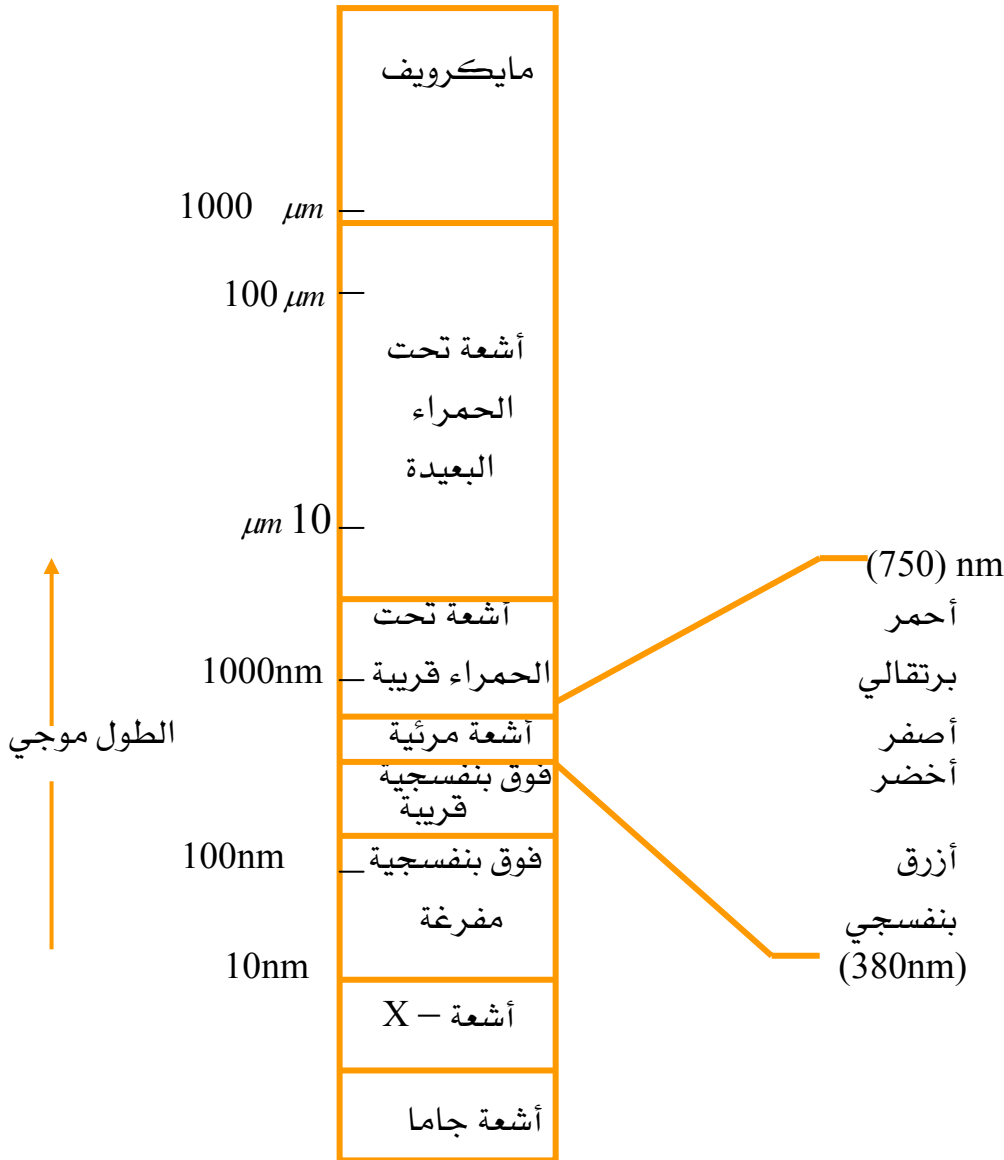 مايكرويف
1000 μm
100 μm
أشعة تحت
الحمراء
البعيدة
μm 10
(750) nm
أشعة تحت
أحمر
1000nm
الحمراء قريبة
برتقالي
الطول موجي
أشعة مرئية
أصفر
فوق بنفسجية
أخضر
قريبة
100nm
فوق بنفسجية
أزرق
مفرغة
بنفسجي
10nm
(380nm)
أشعة – X
أشعة جاما